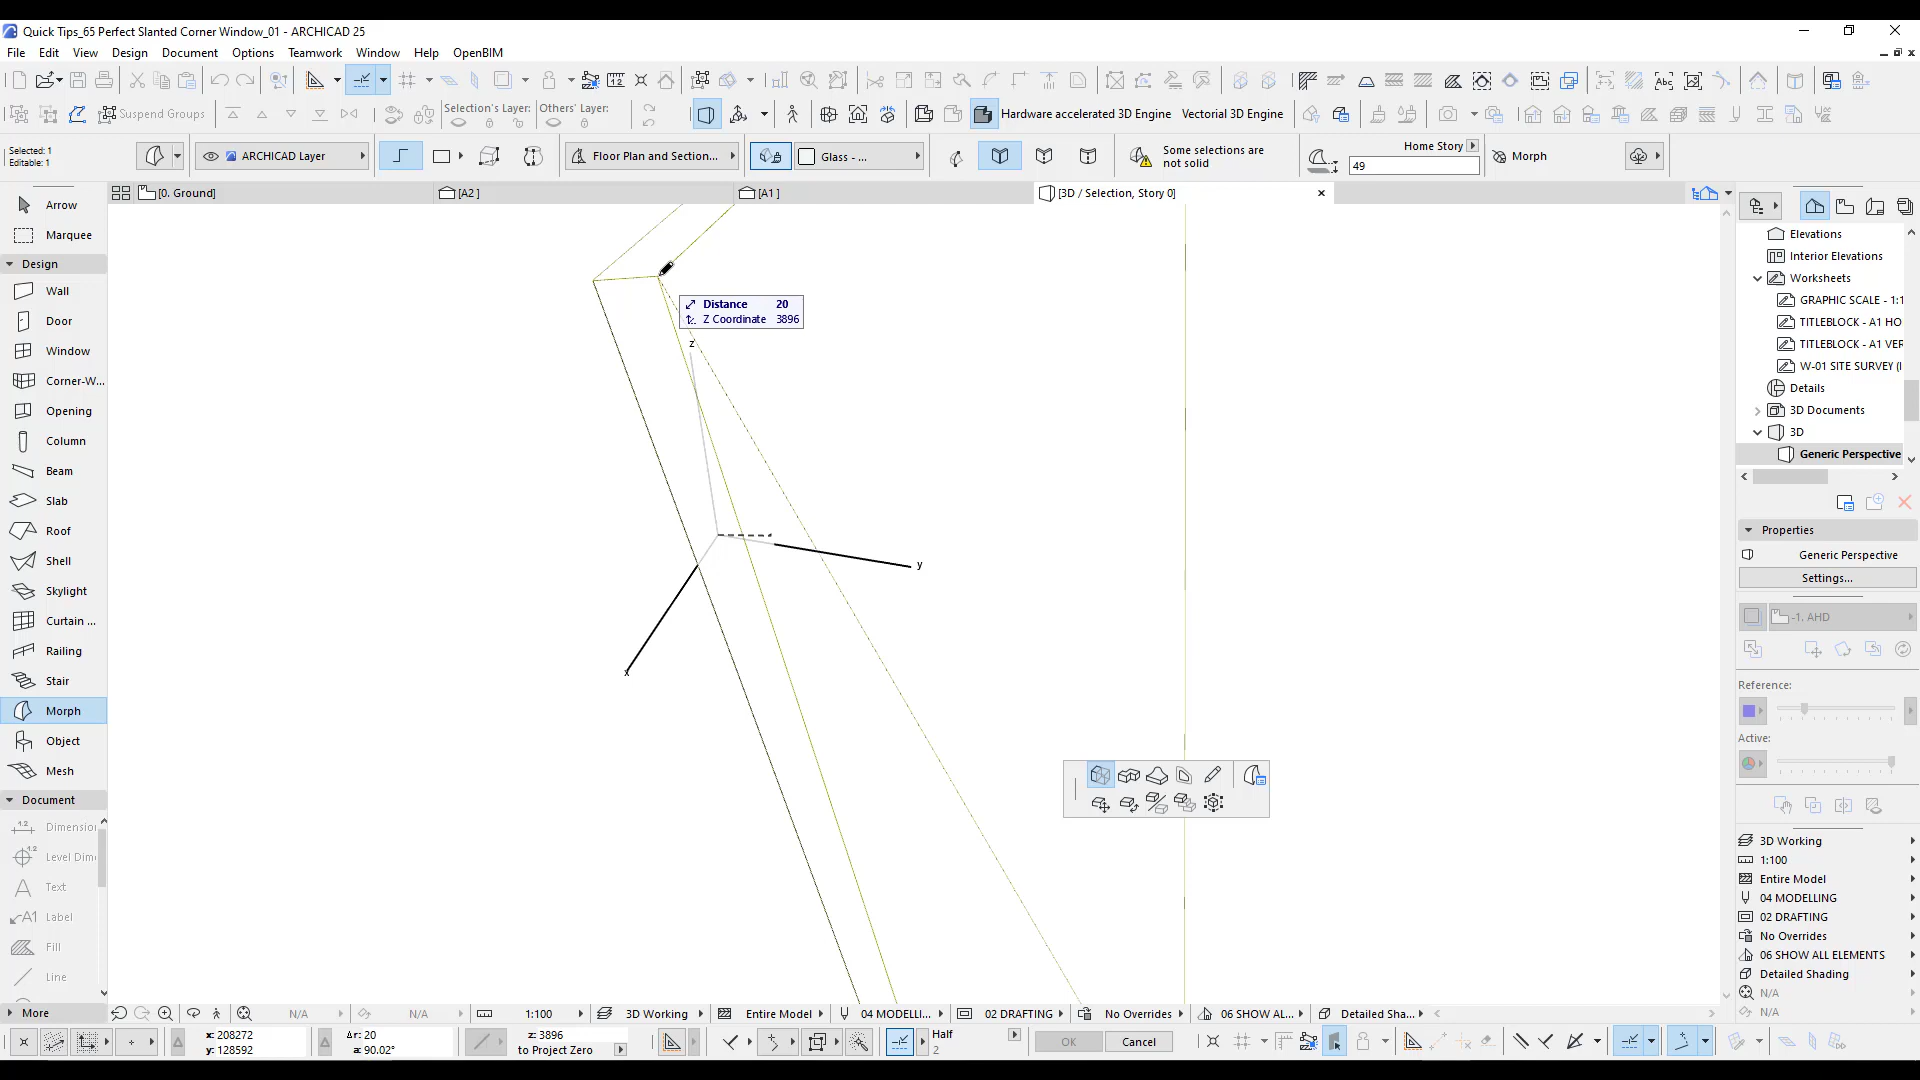 Quick Tips_65 Perfect Slanted Corner Window_01 - ARCHICAD 25
File Edit View Design Document Options Teamwork Window Help OpenBIM
Suspend Groups
Selection's Layer:
Others' Layer:
Hardware accelerated 3D Engine
Vectorial 3D Engine
Selected: 1
Editable: 1
ARCHICAD Layer
Floor Plan and Section...
Glass - ...
Some selections are
not solid
Home Story
49
Morph
[0. Ground]
[A2 ]
[A1 ]
[3D / Selection, Story 0]
Arrow
Marquee
Design
Wall
Door
Window
Corner-W...
Opening
Column
Beam
Slab
Roof
Shell
Skylight
Curtain ...
Railing
Stair
Morph
Object
Mesh
Document
Dimension
Level Dim
Text
A1 Label
Fill
Line
More
Distance 20
Z Coordinate 3896
z
y
x
Elevations
Interior Elevations
Worksheets
GRAPHIC SCALE - 1:1
TITLEBLOCK - A1 HO
TITLEBLOCK - A1 VER
W-01 SITE SURVEY (I
Details
3D Documents
3D
Generic Perspective
Properties
Generic Perspective
Settings...
-1. AHD
Reference:
Active:
3D Working
1:100
Entire Model
04 MODELLING
02 DRAFTING
No Overrides
06 SHOW ALL ELEMENTS
Detailed Shading
N/A
N/A
N/A
N/A
1:100
3D Working
Entire Model
04 MODELLI...
02 DRAFTING
No Overrides
06 SHOW AL...
Detailed Sha...
x: 208272
y: 128592
Δr: 20
a: 90.02°
z: 3896
to Project Zero
Half
2
OK
Cancel